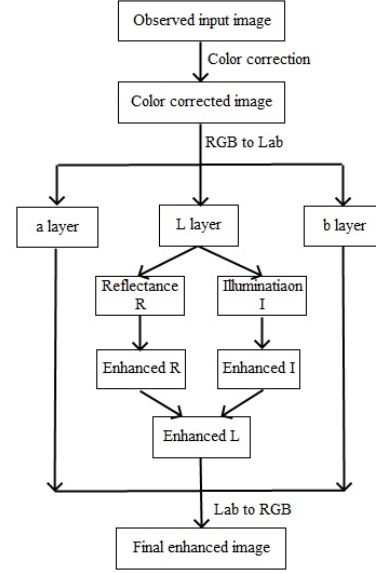 Observed input image
Color correction
Color corrected image
RGB to Lab
a layer
L layer
b layer
Reflectance
R
Illuminatiaon
I
Enhanced R
Enhanced I
Enhanced L
Lab to RGB
Final enhanced image